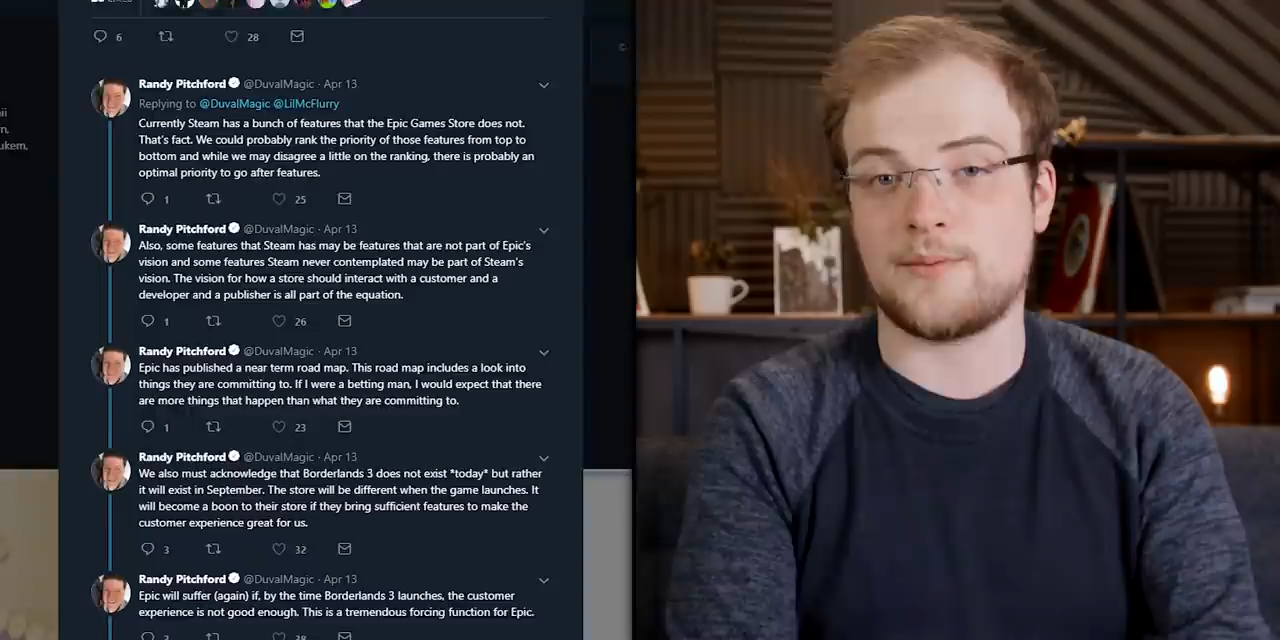 6 28
Randy Pitchford @DuvalMagic · Apr 13
Replying to @DuvalMagic @LilMcFlurry
Currently Steam has a bunch of features that the Epic Games Store does not.
That's fact. We could probably rank the priority of those features from top to
bottom and while we may disagree a little on the ranking, there is probably an
optimal priority to go after features.
1 25
Randy Pitchford @DuvalMagic · Apr 13
Also, some features that Steam has may be features that are not part of Epic's
vision and some features Steam never contemplated may be part of Steam's
vision. The vision for how a store should interact with a customer and a
developer and a publisher is all part of the equation.
1 26
Randy Pitchford @DuvalMagic · Apr 13
Epic has published a near term road map. This road map includes a look into
things they are committing to. If I were a betting man, I would expect that there
are more things that happen than what they are committing to.
1 23
Randy Pitchford @DuvalMagic · Apr 13
We also must acknowledge that Borderlands 3 does not exist *today* but rather
it will exist in September. The store will be different when the game launches. It
will become a boon to their store if they bring sufficient features to make the
customer experience great for us.
3 32
Randy Pitchford @DuvalMagic · Apr 13
Epic will suffer (again) if, by the time Borderlands 3 launches, the customer
experience is not good enough. This is a tremendous forcing function for Epic.